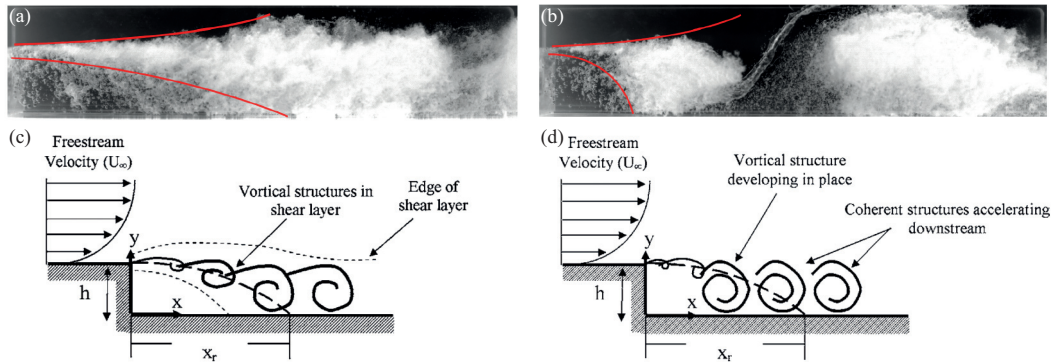 (a)
(b)
(c)
Freestream
Velocity (U∞)
Vortical structures in
shear layer
Edge of
shear layer
y
h
x
xr
(d)
Freestream
Velocity (U∞)
Vortical structure
developing in place
Coherent structures accelerating
downstream
y
h
x
xr